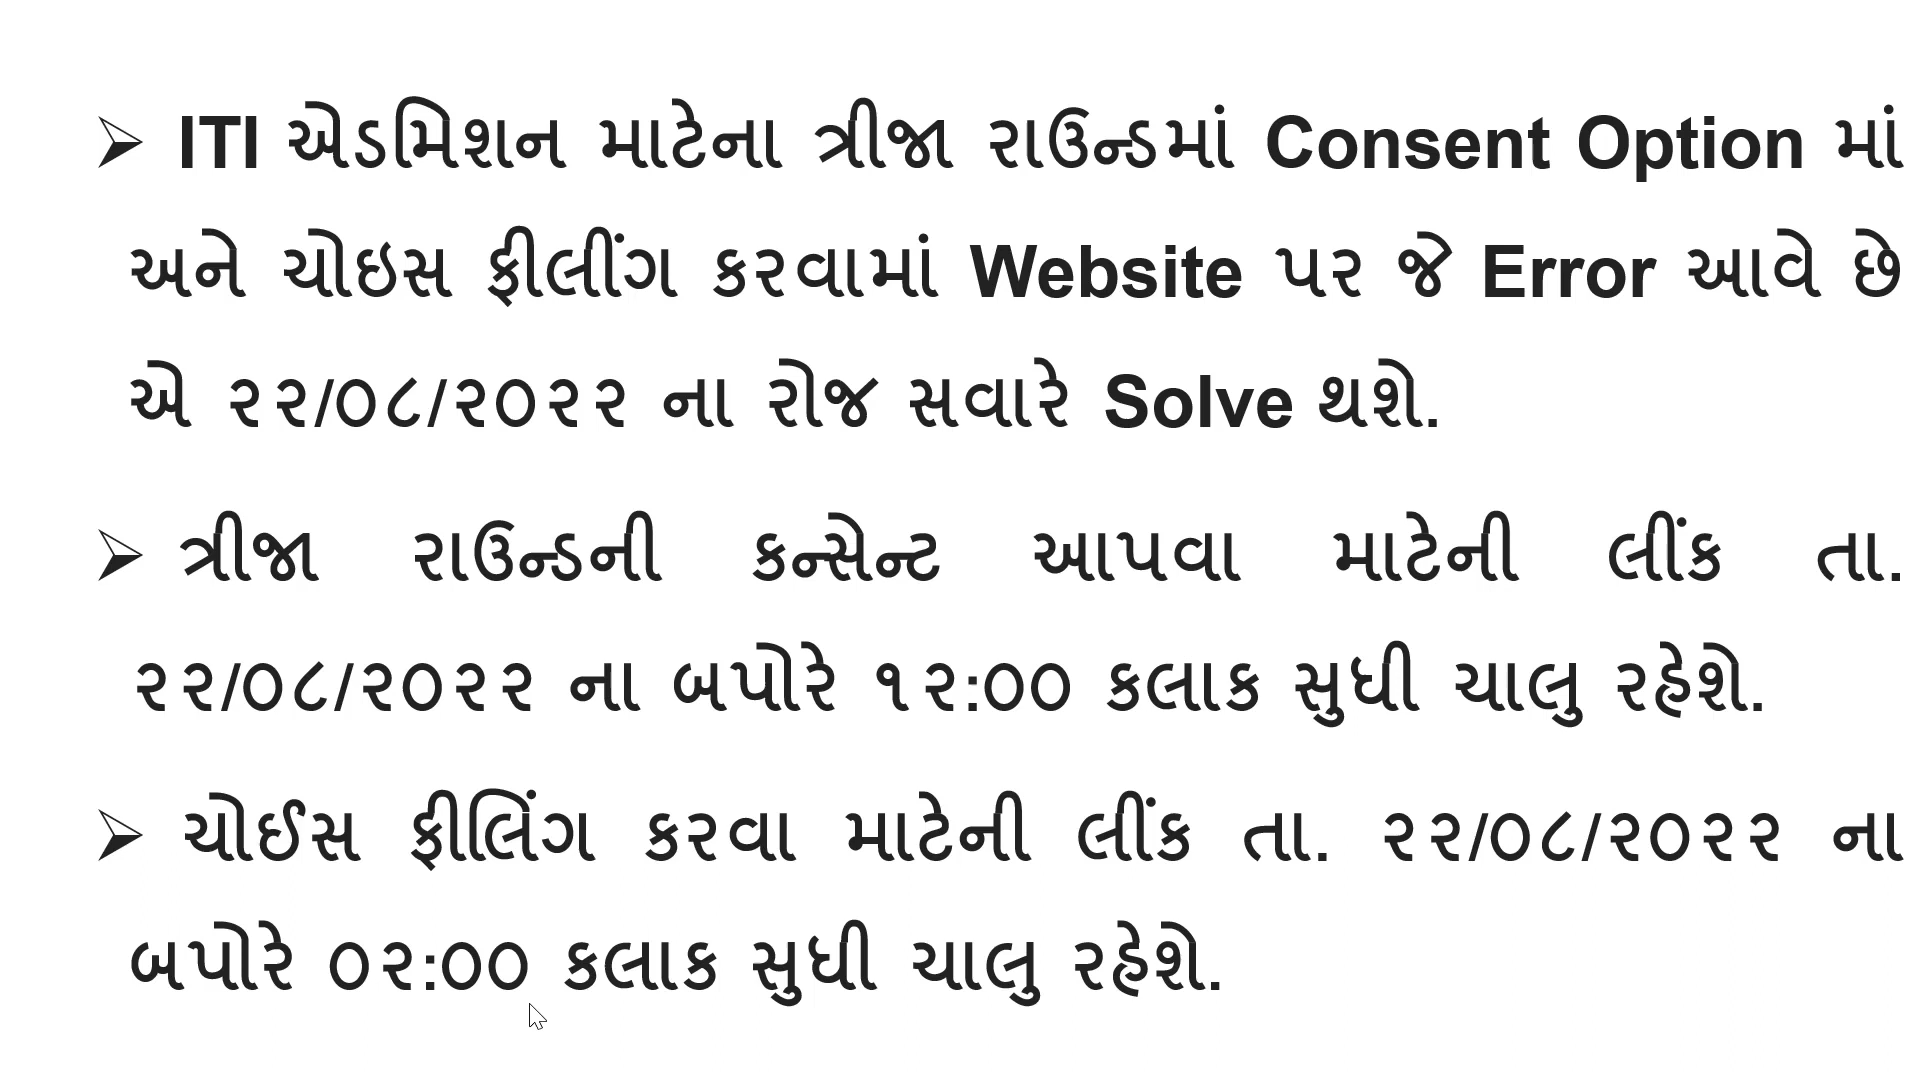 ➢ ITI એડમિશન માટેના ત્રીજા રાઉન્ડમાં Consent Option માં
અને ચોઇસ ફીલીંગ કરવામાં Website પર જે Error આવે છે
એ ૨૨/૦૮/૨૦૨૨ ના રોજ સવારે Solve થશે.
➢ ત્રીજા રાઉન્ડની કન્સેન્ટ આપવા માટેની લીંક તા.
૨૨/૦૮/૨૦૨૨ ના બપોરે ૧૨:૦૦ કલાક સુધી ચાલુ રહેશે.
➢ ચોઈસ ફીલિંગ કરવા માટેની લીંક તા. ૨૨/૦૮/૨૦૨૨ ના
બપોરે ૦૨:૦૦ કલાક સુધી ચાલુ રહેશે.